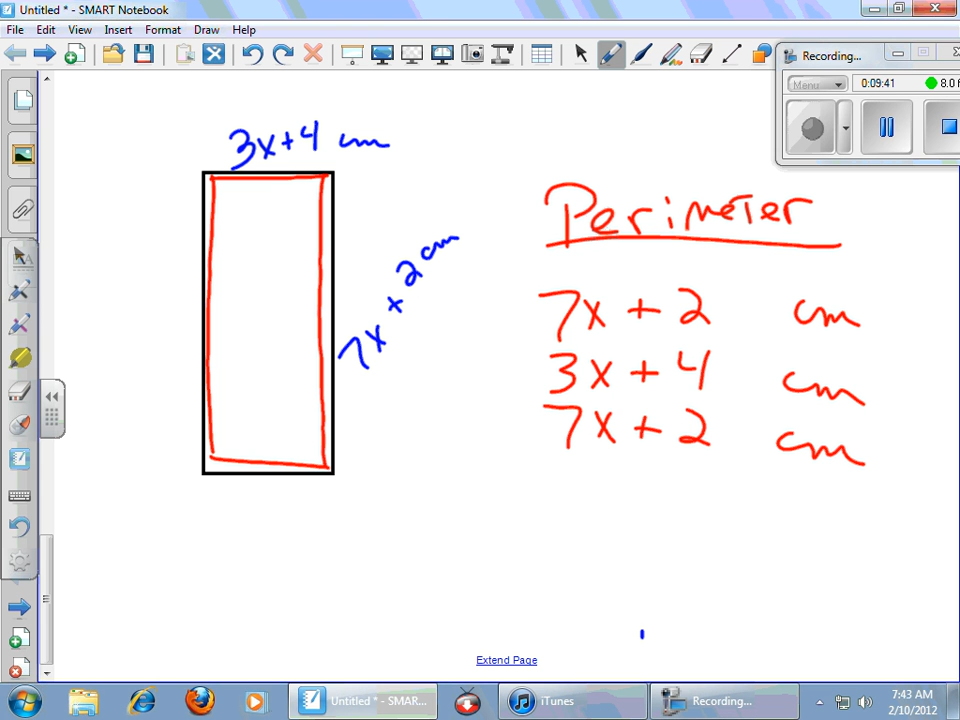 Untitled * - SMART Notebook
File Edit View Insert Format Draw Help
Recording...
Menu 0:09:41 8.0 f
3x+4 cm
7x + 2 cm
Perimeter
7x + 2 cm
3x + 4 cm
7x + 2 cm
Extend Page
Untitled * - SMAR...
iTunes
Recording...
7:43 AM
2/10/2012